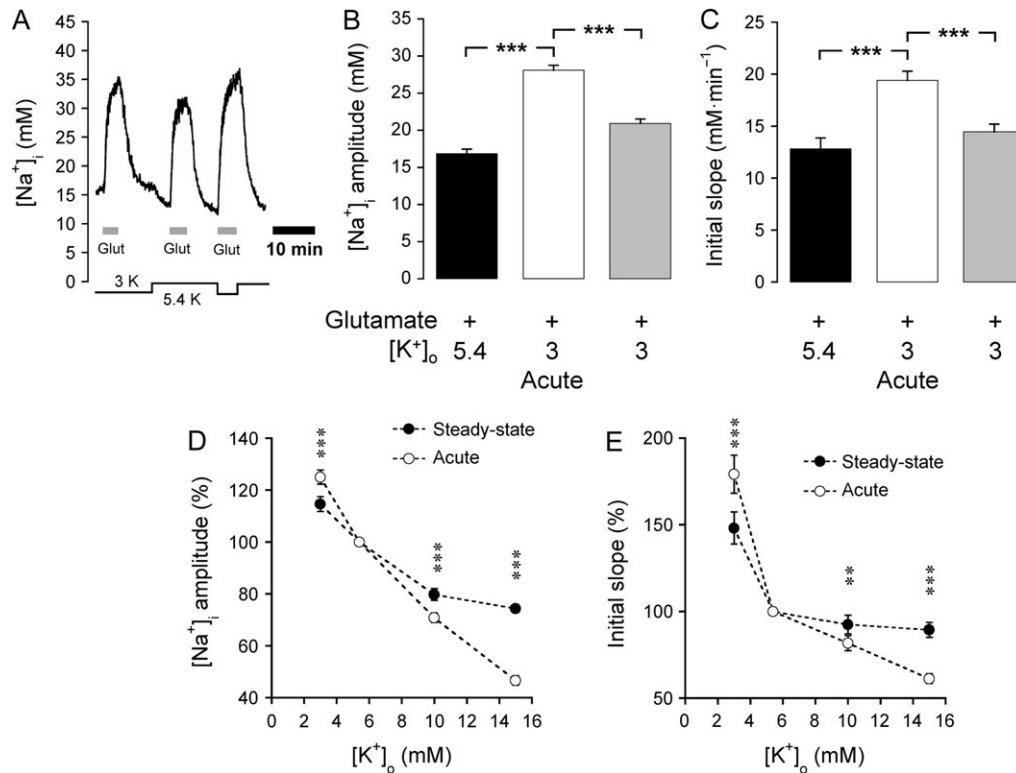 A
[Na⁺]ᵢ (mM)
50
45
40
35
30
25
20
15
10
5
0
Glut
Glut
Glut
10 min
3 K
5.4 K
B
[Na⁺]ᵢ amplitude (mM)
35
30
25
20
15
10
5
0
***
***
Glutamate + + +
[K⁺]ₒ 5.4 3 3
Acute
C
Initial slope (mM·min⁻¹)
25
20
15
10
5
0
***
***
+ + +
5.4 3 3
Acute
D
[Na⁺]ᵢ amplitude (%)
140
120
100
80
60
40
***
***
***
Steady-state
Acute
0 2 4 6 8 10 12 14 16
[K⁺]ₒ (mM)
E
Initial slope (%)
200
150
100
50
***
**
***
Steady-state
Acute
0 2 4 6 8 10 12 14 16
[K⁺]ₒ (mM)